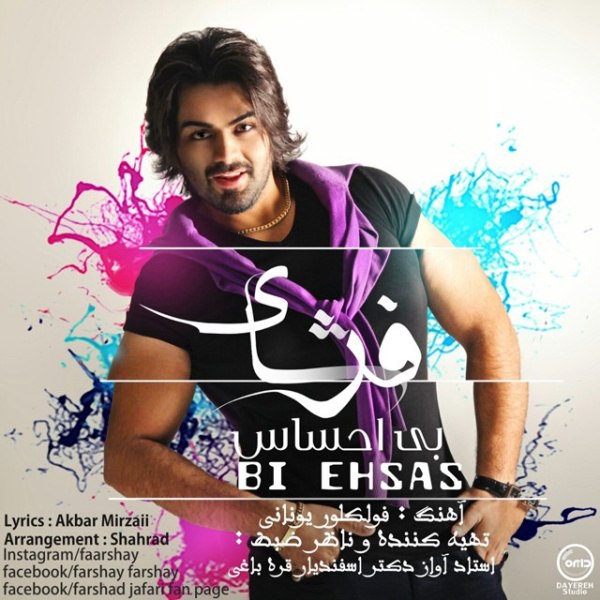 فرشای
بی احساس
BI EHSAS
آهنگ : فولکلور یونانی
تهیه کننده و ناظر ضبط :
استاد آواز دکتر اسفندیار قره باغی
Lyrics : Akbar Mirzaii
Arrangement : Shahrad
Instagram/faarshay
facebook/farshay farshay
facebook/farshad jafari fan page
DAYEREH
Studio